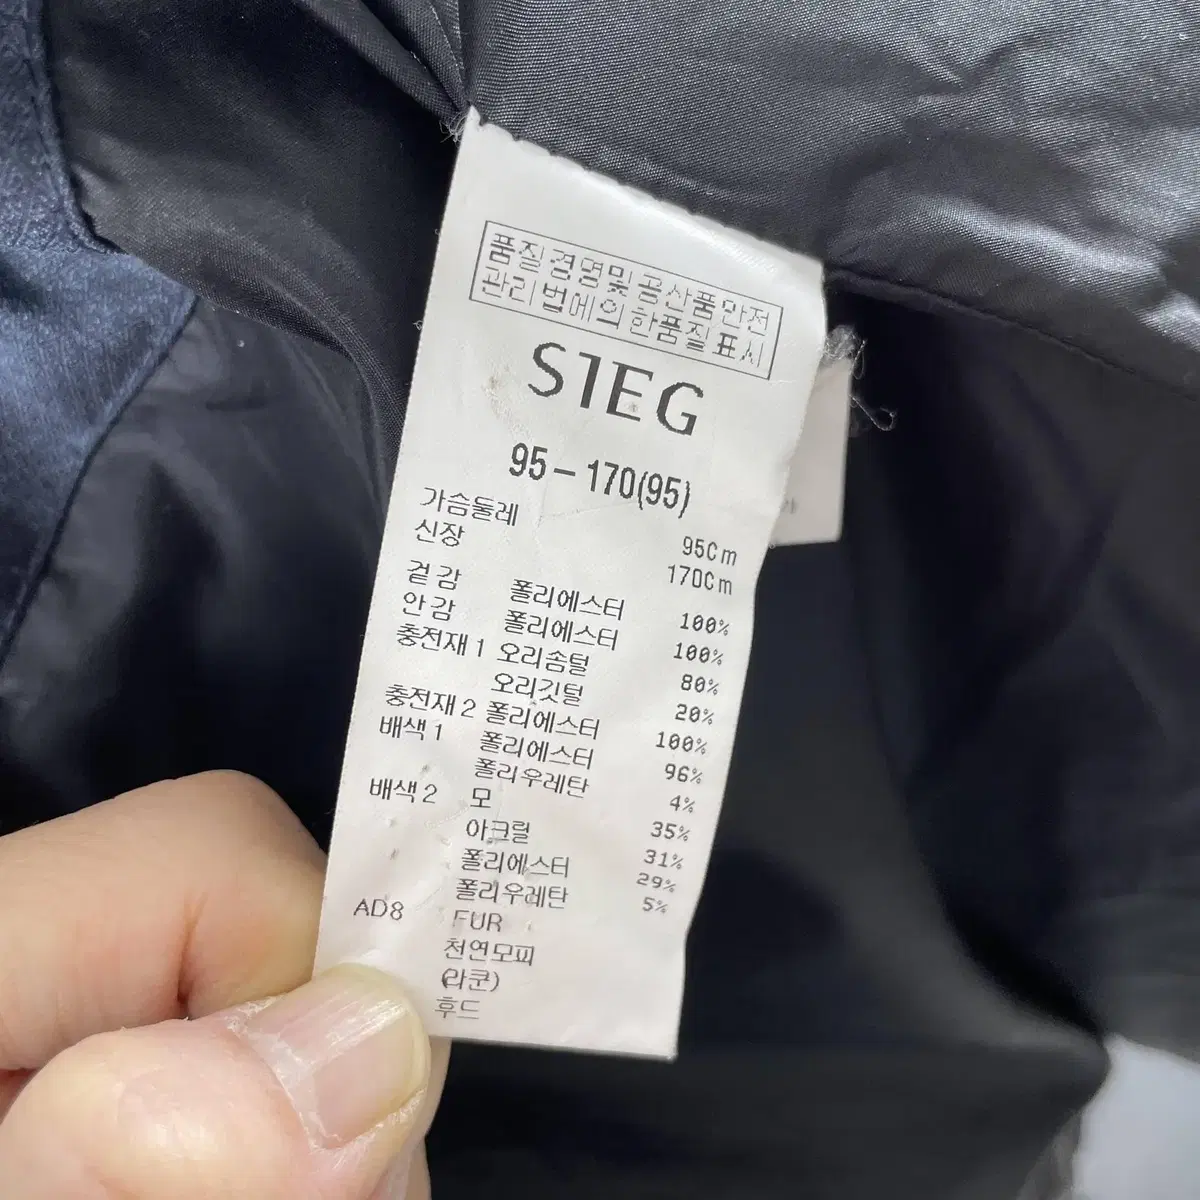 품질경영및공산품안전
관리법에의한품질표시
SIEG
95-170(95)
가슴둘레 95Cm
신장 170Cm
겉감 폴리에스터 100%
안감 폴리에스터 100%
충전재1 오리솜털 80%
오리깃털 20%
충전재2 폴리에스터 100%
배색1 폴리에스터 96%
폴리우레탄 4%
배색2 모 35%
아크릴 31%
폴리에스터 29%
폴리우레탄 5%
AD8 FUR
천연모피
(라쿤)
후드